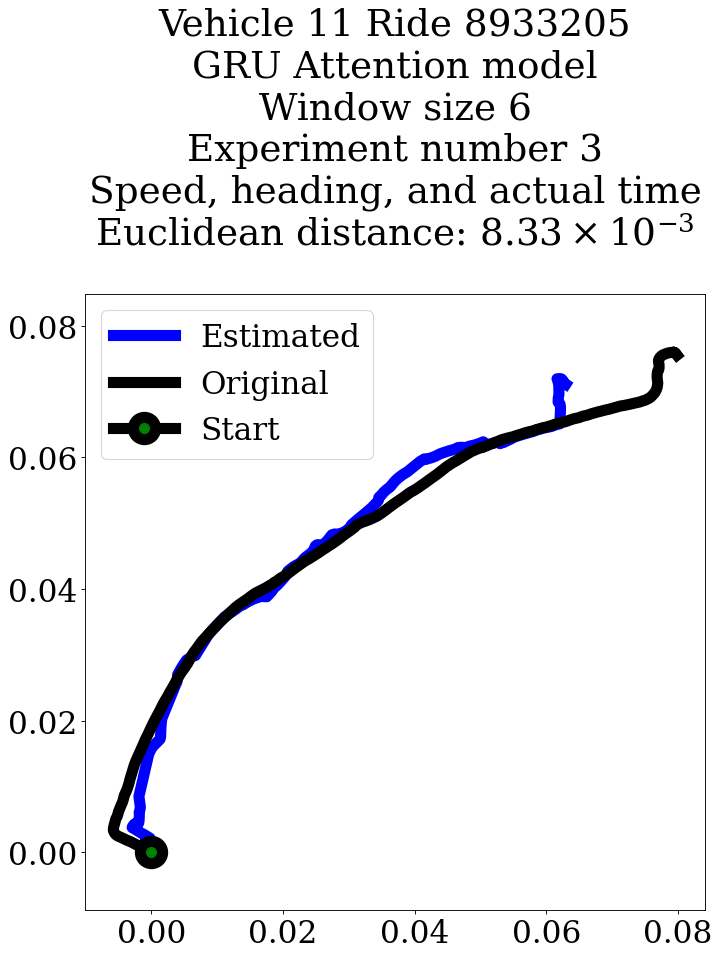 Vehicle 11 Ride 8933205
GRU Attention model
Window size 6
Experiment number 3
Speed, heading, and actual time
Euclidean distance: 8.33 × 10⁻³
Estimated
Original
Start
0.08
0.06
0.04
0.02
0.00
0.00 0.02 0.04 0.06 0.08